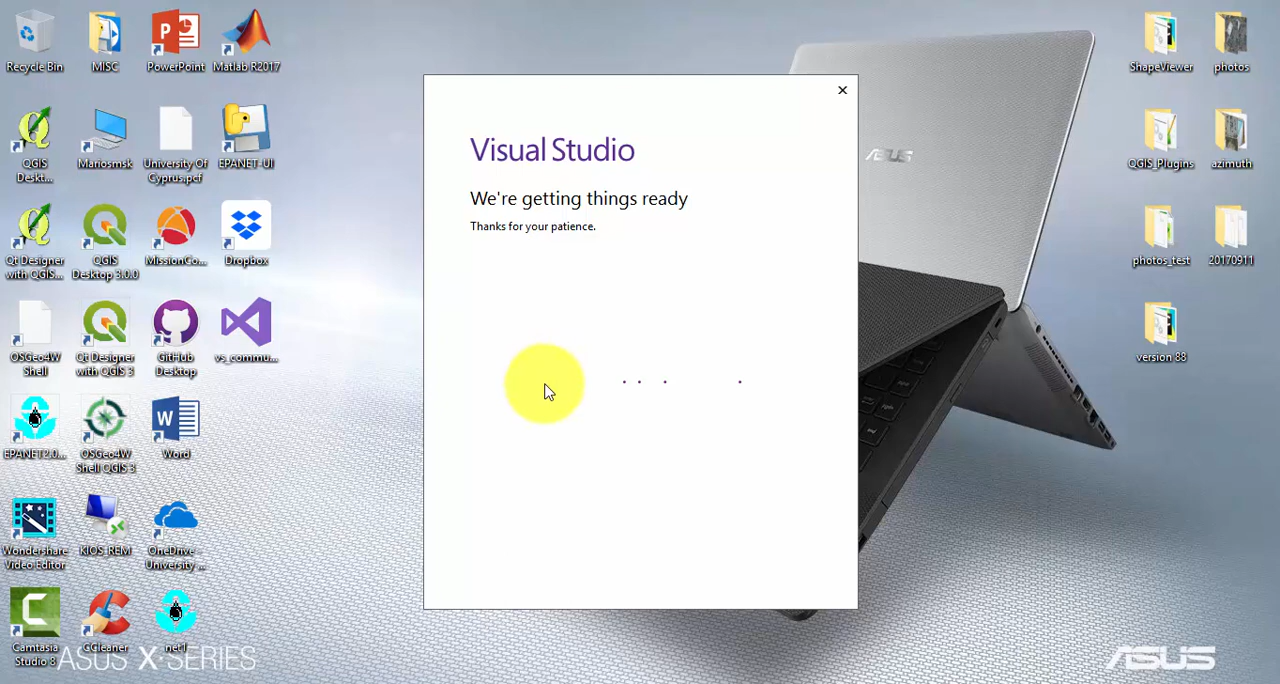 Recycle Bin
MISC
PowerPoint
Matlab R2017
QGIS
Deskt...
Mariosmsk
University Of
Cyprus.pcf
EPANET-UI
Qt Designer
with QGIS...
QGIS
Desktop 3.0.0
MissionCo...
Dropbox
OSGeo4W
Shell
Qt Designer
with QGIS 3
GitHub
Desktop
vs_commu...
EPANET2.0...
OSGeo4W
Shell QGIS 3
Word
Wondershare
Video Editor
KIOS_REM
OneDrive -
University ...
Camtasia
Studio 8
CCleaner
net1
Visual Studio
We're getting things ready
Thanks for your patience.
ASUS
ShapeViewer
photos
QGIS_Plugins
azimuth
photos_test
20170911
version 88
ASUS X-SERIES
ASUS